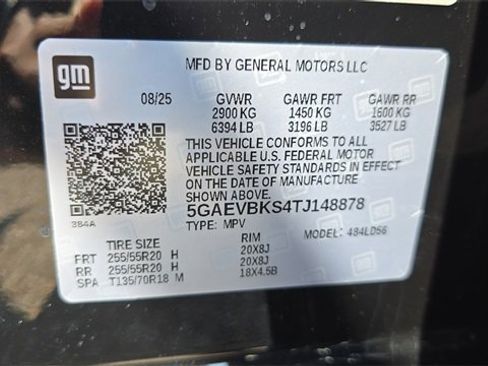 gm
MFD BY GENERAL MOTORS LLC
08/25 GVWR GAWR FRT GAWR RR
2900 KG 1450 KG 1600 KG
6394 LB 3196 LB 3527 LB
THIS VEHICLE CONFORMS TO ALL
APPLICABLE U.S. FEDERAL MOTOR
VEHICLE SAFETY STANDARDS IN EFFECT
ON THE DATE OF MANUFACTURE
SHOWN ABOVE.
5GAEVBKS4TJ148878
384A
TYPE: MPV MODEL: 484LD56
TIRE SIZE RIM
FRT 255/55R20 H 20X8J
RR 255/55R20 H 20X8J
SPA T135/70R18 M 18X4.5B